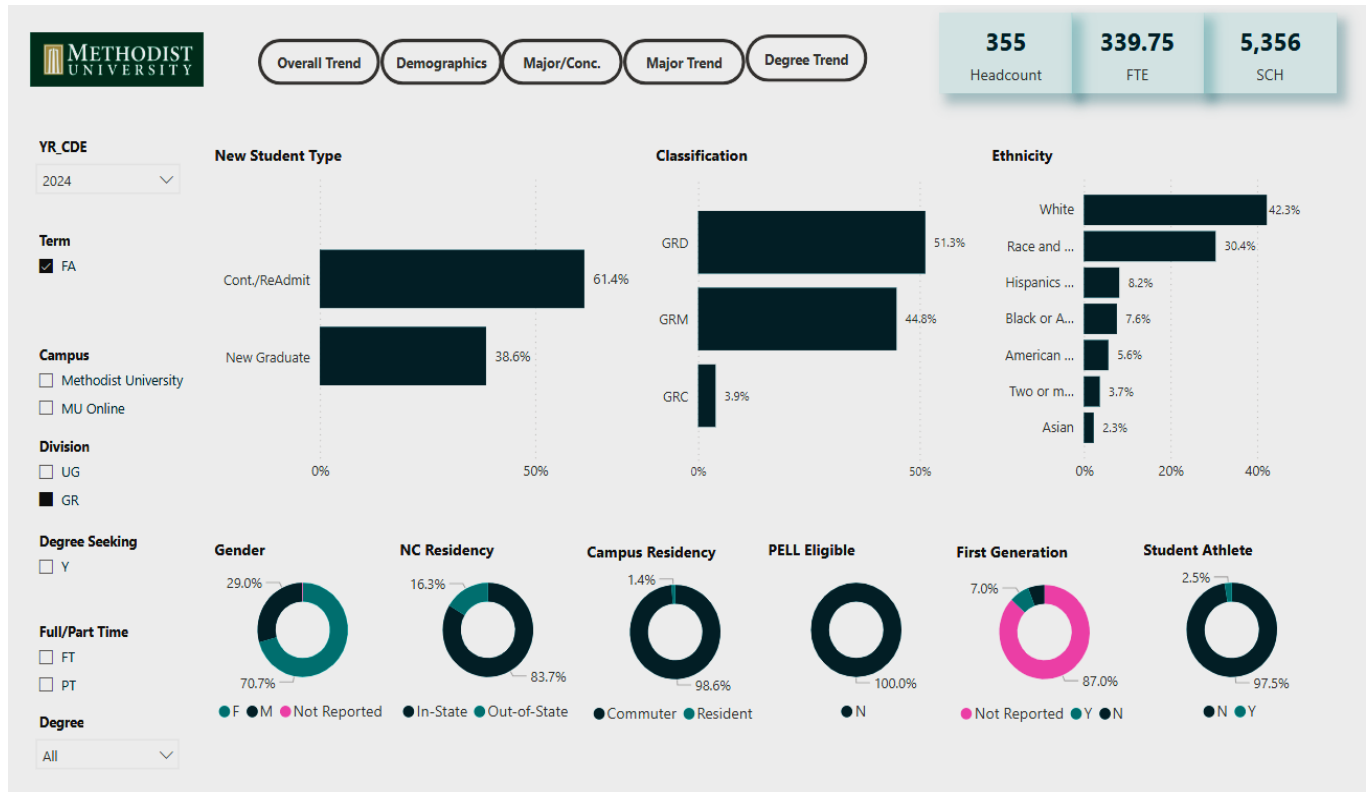 METHODIST
UNIVERSITY
Overall Trend
Demographics
Major/Conc.
Major Trend
Degree Trend
355
Headcount
339.75
FTE
5,356
SCH
YR_CDE
2024
Term
FA
Campus
Methodist University
MU Online
Division
UG
GR
Degree Seeking
Y
Full/Part Time
FT
PT
Degree
All
New Student Type
Cont./ReAdmit
61.4%
New Graduate
38.6%
0%
50%
Classification
GRD
51.3%
GRM
44.8%
GRC
3.9%
0%
50%
Ethnicity
White
42.3%
Race and ...
30.4%
Hispanics ...
8.2%
Black or A...
7.6%
American ...
5.6%
Two or m...
3.7%
Asian
2.3%
0%
20%
40%
Gender
29.0%
70.7%
F M Not Reported
NC Residency
16.3%
83.7%
In-State Out-of-State
Campus Residency
1.4%
98.6%
Commuter Resident
PELL Eligible
100.0%
N
First Generation
7.0%
87.0%
Not Reported Y N
Student Athlete
2.5%
97.5%
N Y